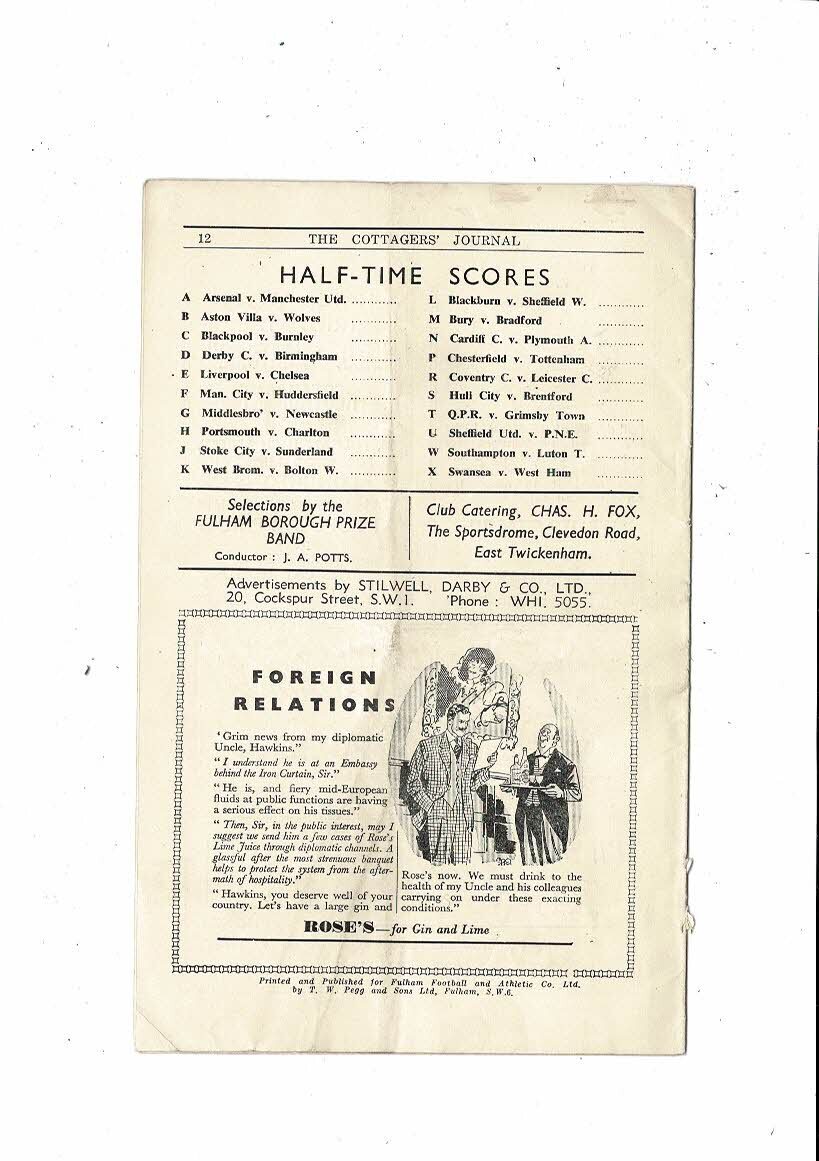 12 THE COTTAGERS' JOURNAL
HALF-TIME SCORES
A Arsenal v. Manchester Utd. ............
B Aston Villa v. Wolves ............
C Blackpool v. Burnley ............
D Derby C. v. Birmingham ............
E Liverpool v. Chelsea ............
F Man. City v. Huddersfield ............
G Middlesbro' v. Newcastle ............
H Portsmouth v. Charlton ............
J Stoke City v. Sunderland ............
K West Brom. v. Bolton W. ............
L Blackburn v. Sheffield W. ............
M Bury v. Bradford ............
N Cardiff C. v. Plymouth A. ............
P Chesterfield v. Tottenham ............
R Coventry C. v. Leicester C. ............
S Hull City v. Brentford ............
T Q.P.R. v. Grimsby Town ............
U Sheffield Utd. v. P.N.E. ............
W Southampton v. Luton T. ............
X Swansea v. West Ham ............
Selections by the
FULHAM BOROUGH PRIZE
BAND
Conductor : J. A. POTTS.
Club Catering, CHAS. H. FOX,
The Sportsdrome, Clevedon Road,
East Twickenham.
Advertisements by STILWELL, DARBY & CO., LTD.,
20, Cockspur Street, S.W.1. 'Phone : WHI. 5055.
FOREIGN
RELATIONS
‘Grim news from my diplomatic
Uncle, Hawkins.”
“ I understand he is at an Embassy
behind the Iron Curtain, Sir.”
“ He is, and fiery mid-European
fluids at public functions are having
a serious effect on his tissues.”
“ Then, Sir, in the public interest, may I
suggest we send him a few cases of Rose's
Lime Juice through diplomatic channels. A
glassful after the most strenuous banquet
helps to protect the system from the after-
math of hospitality.”
“ Hawkins, you deserve well of your
country. Let's have a large gin and
Rose's now. We must drink to the
health of my Uncle and his colleagues
carrying on under these exacting
conditions.”
ROSE'S—for Gin and Lime
Printed and Published for Fulham Football and Athletic Co. Ltd.
by T. W. Pegg and Sons Ltd, Fulham, S.W.6.